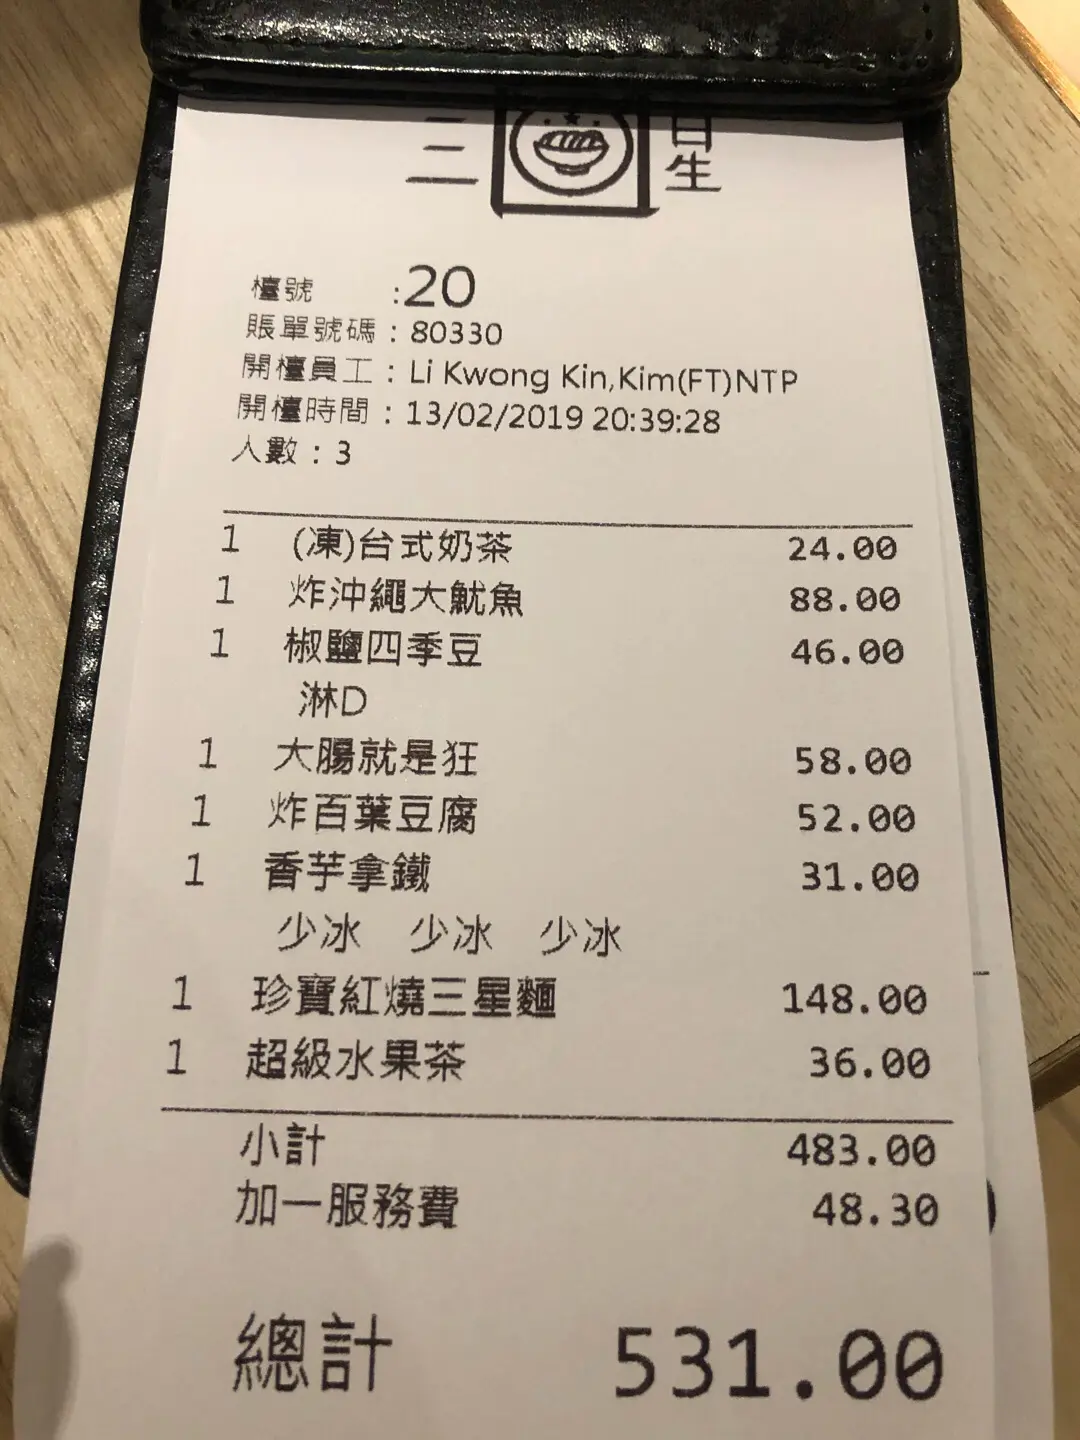 三 星
檯號 :20
賬單號碼 : 80330
開檯員工 : Li Kwong Kin,Kim(FT)NTP
開檯時間 : 13/02/2019 20:39:28
人數 : 3
1 (凍)台式奶茶 24.00
1 炸沖繩大魷魚 88.00
1 椒鹽四季豆 46.00
淋D
1 大腸就是狂 58.00
1 炸百葉豆腐 52.00
1 香芋拿鐵 31.00
少冰 少冰 少冰
1 珍寶紅燒三星麵 148.00
1 超級水果茶 36.00
小計 483.00
加一服務費 48.30
總計 531.00